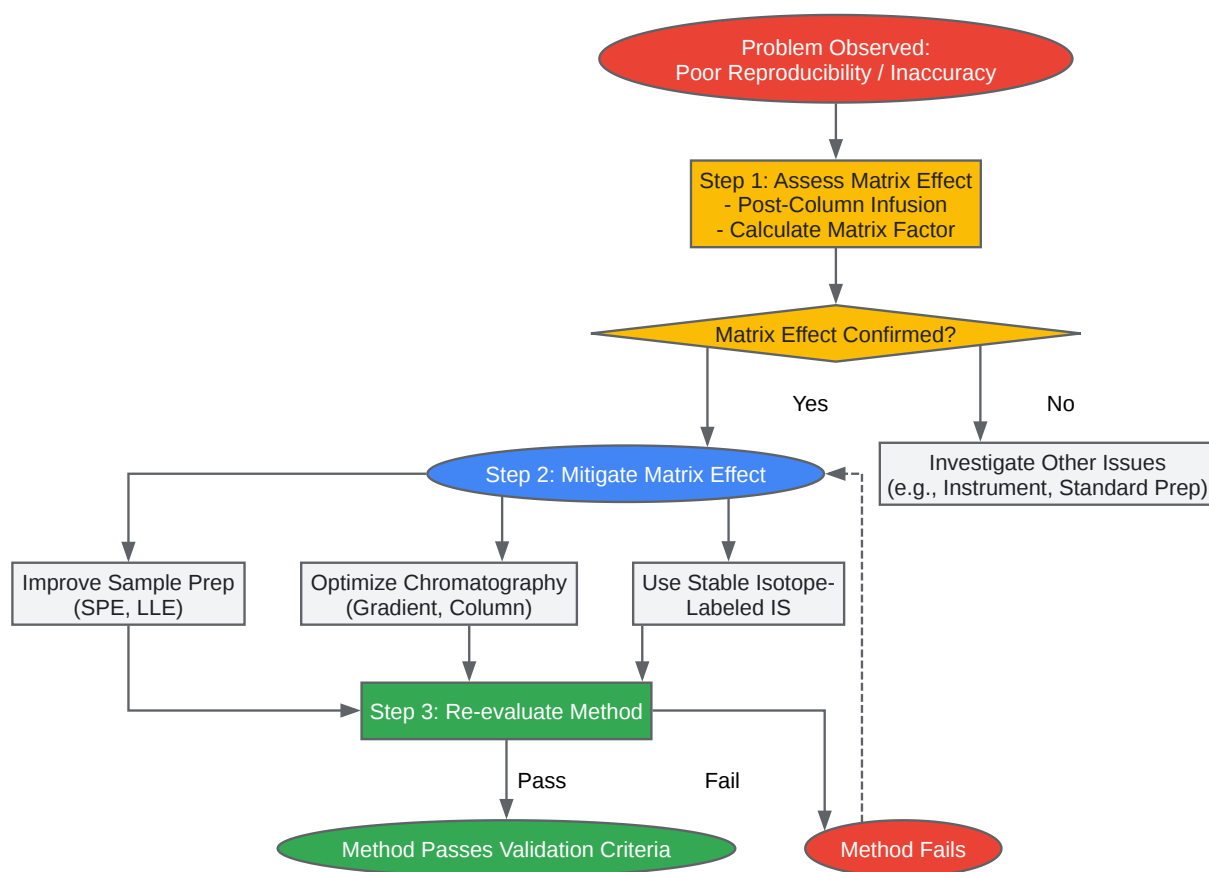 Problem Observed:
Poor Reproducibility / Inaccuracy
Step 1: Assess Matrix Effect
- Post-Column Infusion
- Calculate Matrix Factor
Matrix Effect Confirmed?
Yes
No
Step 2: Mitigate Matrix Effect
Investigate Other Issues
(e.g., Instrument, Standard Prep)
Improve Sample Prep
(SPE, LLE)
Optimize Chromatography
(Gradient, Column)
Use Stable Isotope-
Labeled IS
Step 3: Re-evaluate Method
Pass
Fail
Method Passes Validation Criteria
Method Fails